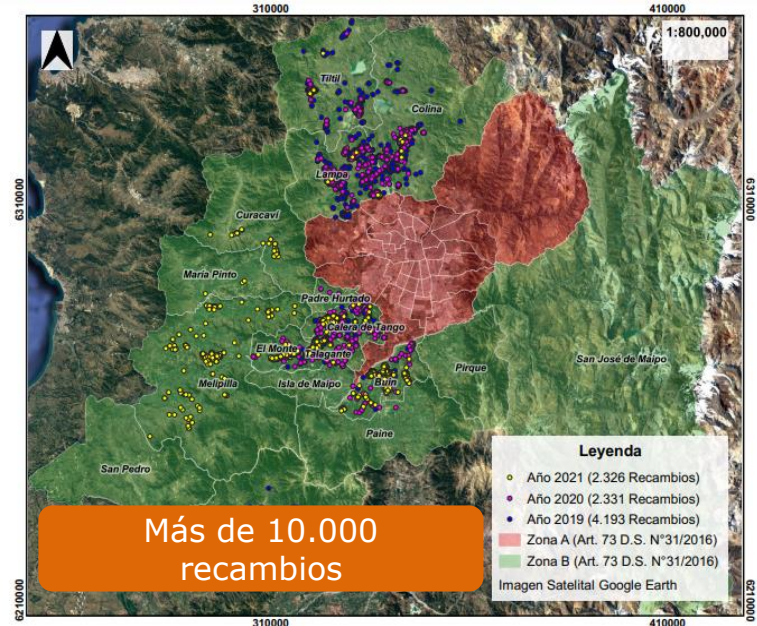 310000
410000
1:800,000
Tiltil
Colina
Lampa
6310000
6310000
Curacaví
María Pinto
Padre Hurtado
Calera de Tango
El Monte
Talagante
San José de Maipo
Pirque
Melipilla
Isla de Maipo
Buin
Paine
San Pedro
Leyenda
Año 2021 (2.326 Recambios)
Año 2020 (2.331 Recambios)
Año 2019 (4.193 Recambios)
Zona A (Art. 73 D.S. N°31/2016)
Zona B (Art. 73 D.S. N°31/2016)
Imagen Satelital Google Earth
Más de 10.000
recambios
6210000
6210000
310000
410000